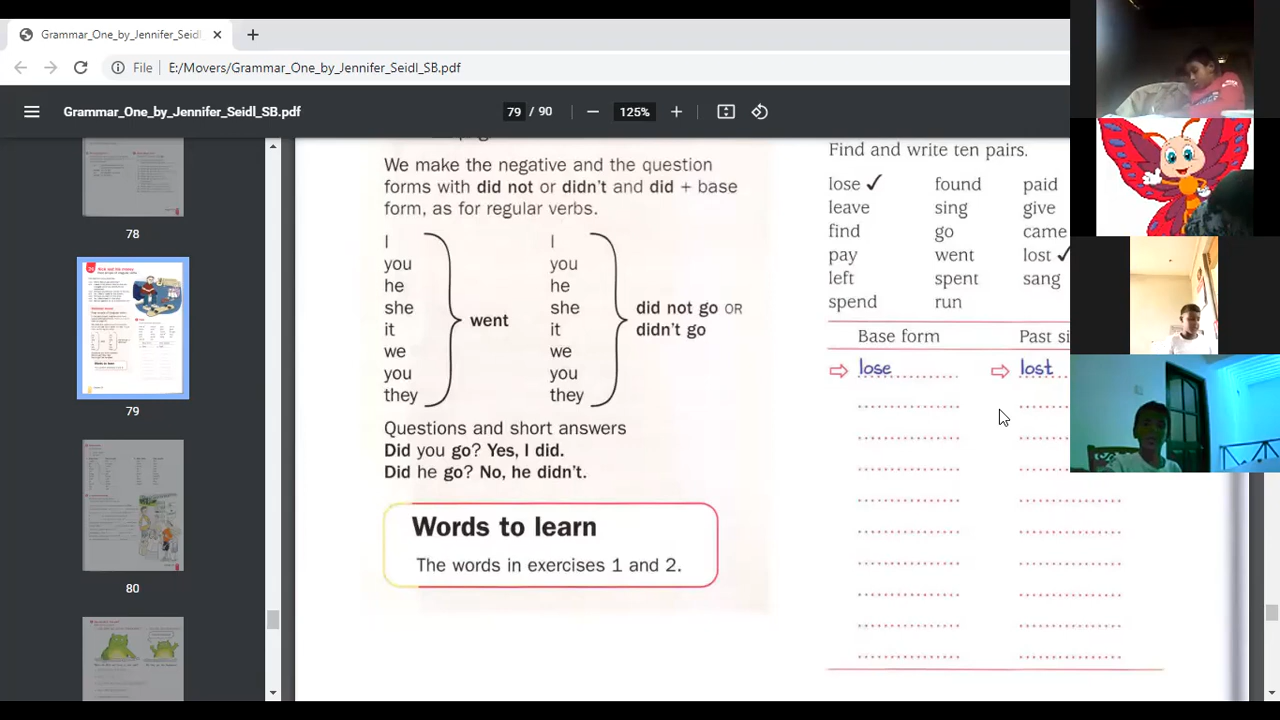 Grammar_One_by_Jennifer_Seidl
File E:/Movers/Grammar_One_by_Jennifer_Seidl_SB.pdf
Grammar_One_by_Jennifer_Seidl_SB.pdf
79 / 90
125%
78
79
80
We make the negative and the question
forms with did not or didn't and did + base
form, as for regular verbs.
I
you
he
she
it
we
you
they
went
I
you
he
she
it
we
you
they
did not go OR
didn't go
Questions and short answers
Did you go? Yes, I did.
Did he go? No, he didn't.
Words to learn
The words in exercises 1 and 2.
Find and write ten pairs.
lose ✓ found paid
leave sing give
find go came
pay went lost ✓
left spent sang
spend run
Base form Past si
⇨ lose ⇨ lost